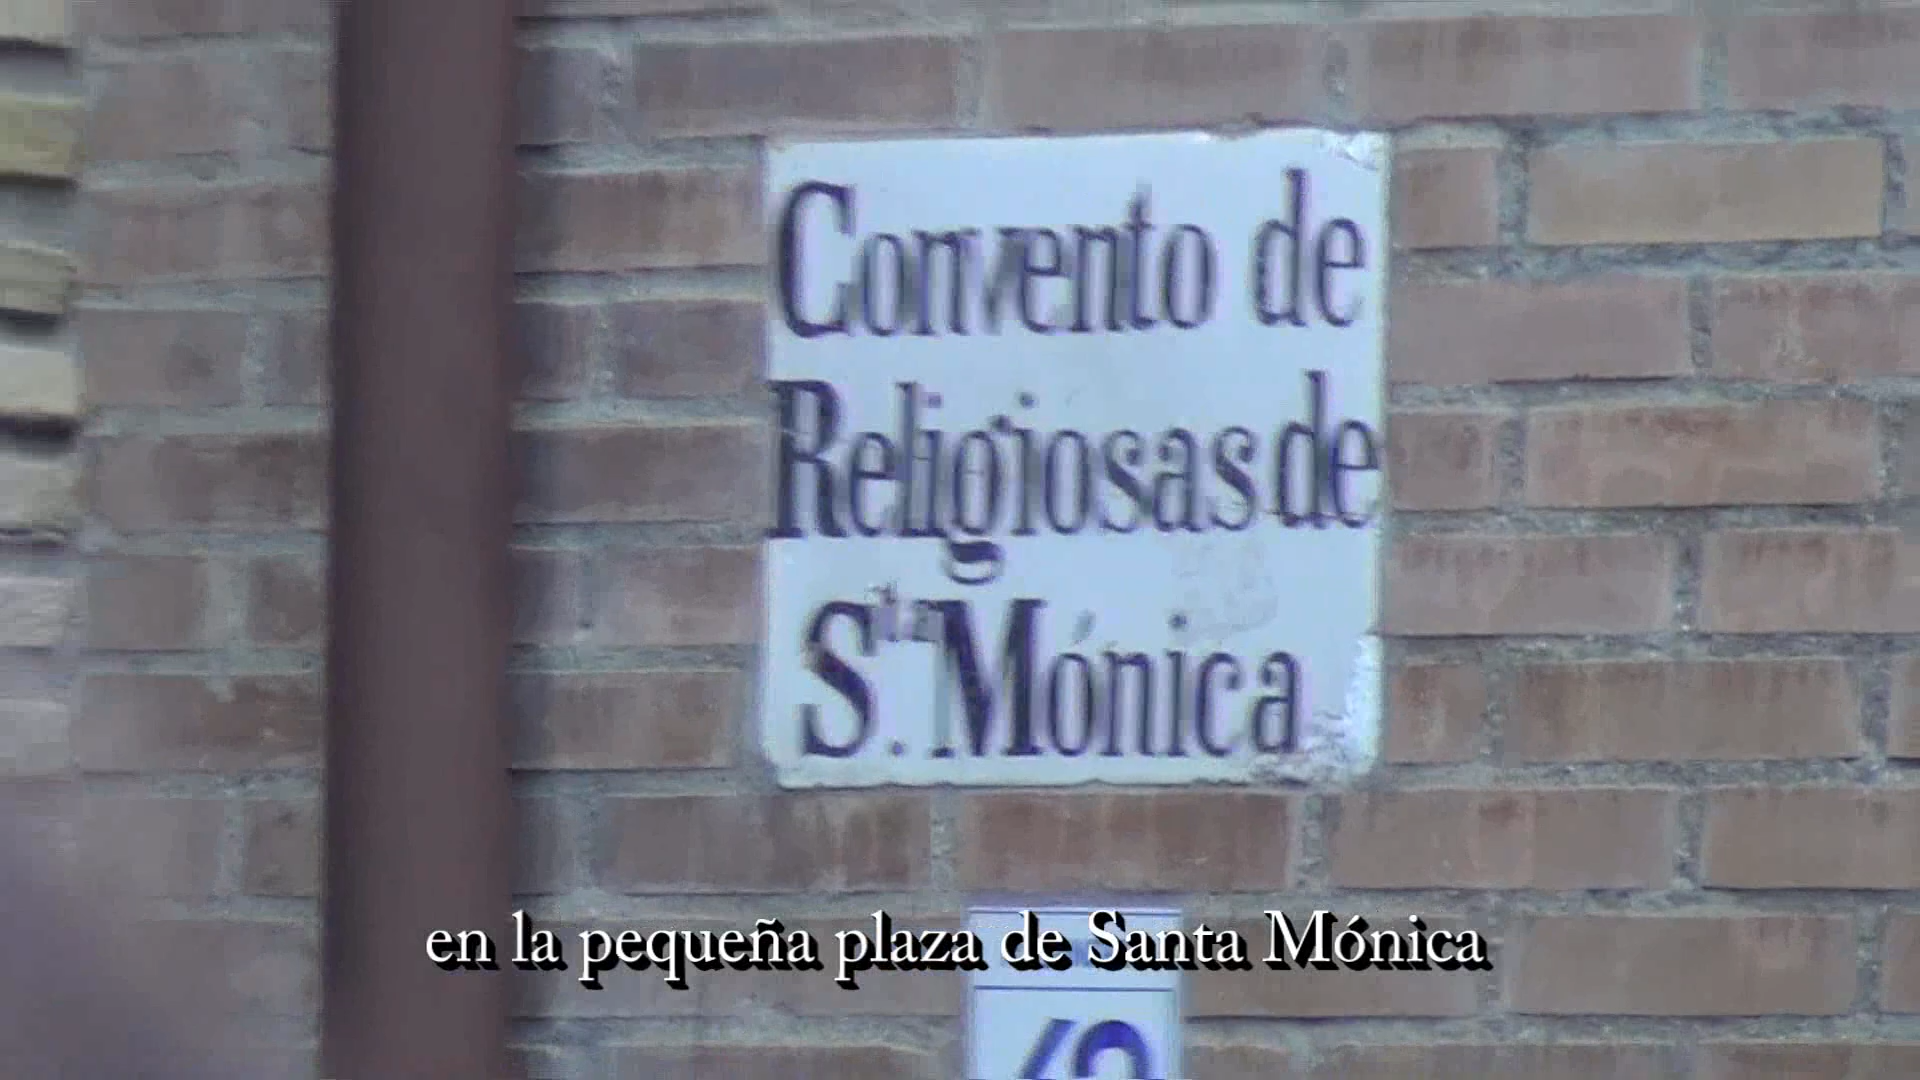 Convento de
Religiosas de
Sta. Mónica
en la pequeña plaza de Santa Mónica